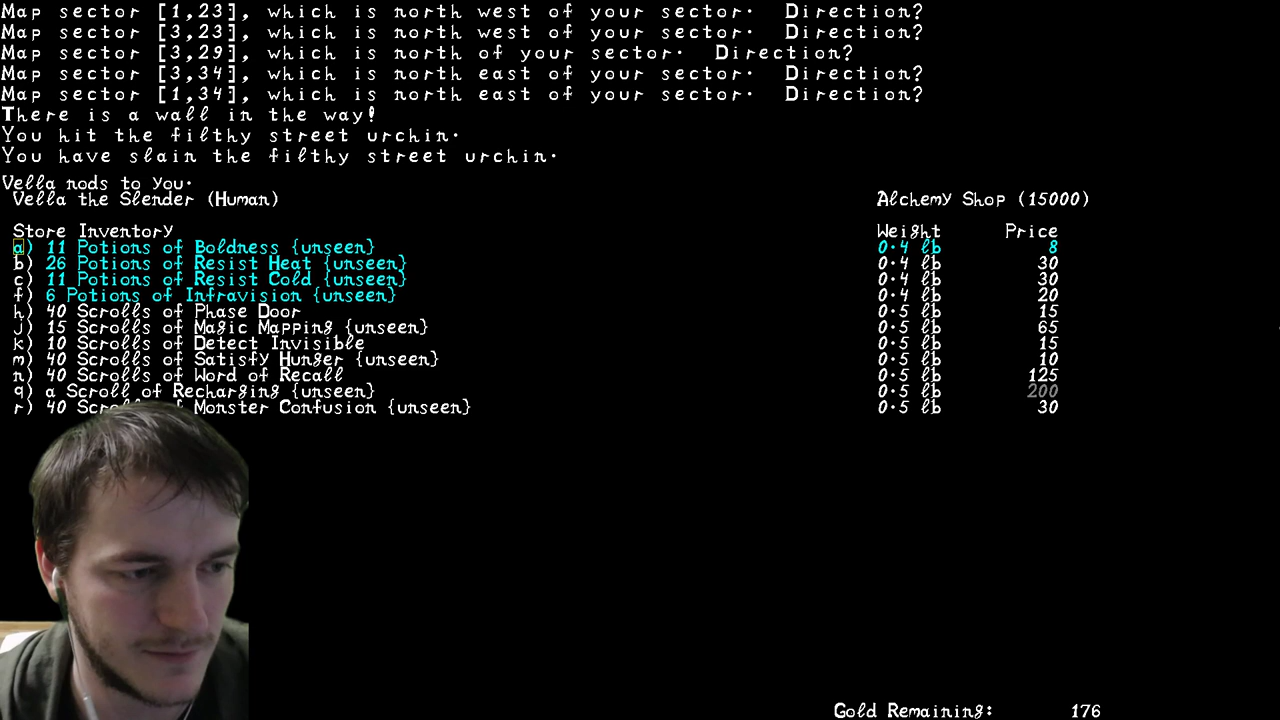 Map sector [1,23], which is north west of your sector. Direction?
Map sector [3,23], which is north west of your sector. Direction?
Map sector [3,29], which is north of your sector. Direction?
Map sector [3,34], which is north east of your sector. Direction?
Map sector [1,34], which is north east of your sector. Direction?
There is a wall in the way!
You hit the filthy street urchin.
You have slain the filthy street urchin.
Vella nods to you.
Vella the Slender (Human) Alchemy Shop (15000)
Store Inventory Weight Price
a) 11 Potions of Boldness {unseen} 0.4 lb 8
b) 26 Potions of Resist Heat {unseen} 0.4 lb 30
c) 11 Potions of Resist Cold {unseen} 0.4 lb 30
f) 6 Potions of Infravision {unseen} 0.4 lb 20
h) 40 Scrolls of Phase Door 0.5 lb 15
j) 15 Scrolls of Magic Mapping {unseen} 0.5 lb 65
k) 10 Scrolls of Detect Invisible 0.5 lb 15
m) 40 Scrolls of Satisfy Hunger {unseen} 0.5 lb 10
n) 40 Scrolls of Word of Recall 0.5 lb 125
q) a Scroll of Recharging {unseen} 0.5 lb 200
r) 40 Scrolls of Monster Confusion {unseen} 0.5 lb 30
Gold Remaining: 176